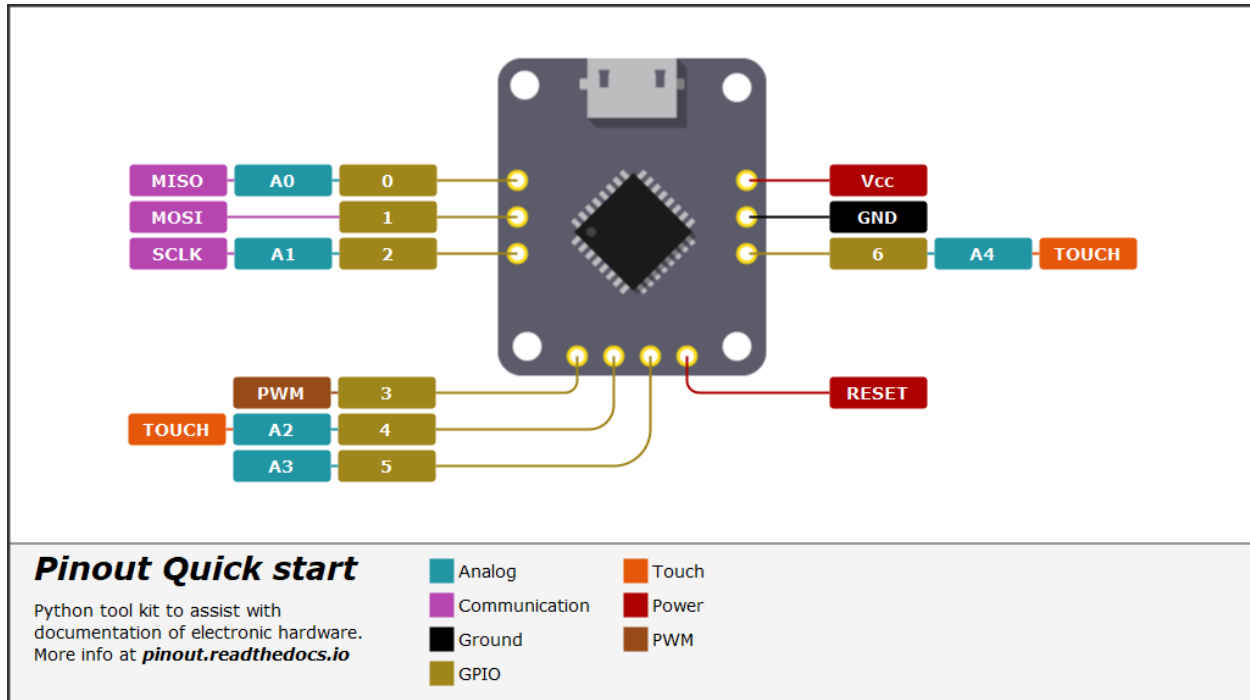 MISO A0 0
MOSI 1
SCLK A1 2
Vcc
GND
6 A4 TOUCH
PWM 3
TOUCH A2 4
A3 5
RESET
Pinout Quick start
Python tool kit to assist with
documentation of electronic hardware.
More info at pinout.readthedocs.io
Analog
Communication
Ground
GPIO
Touch
Power
PWM